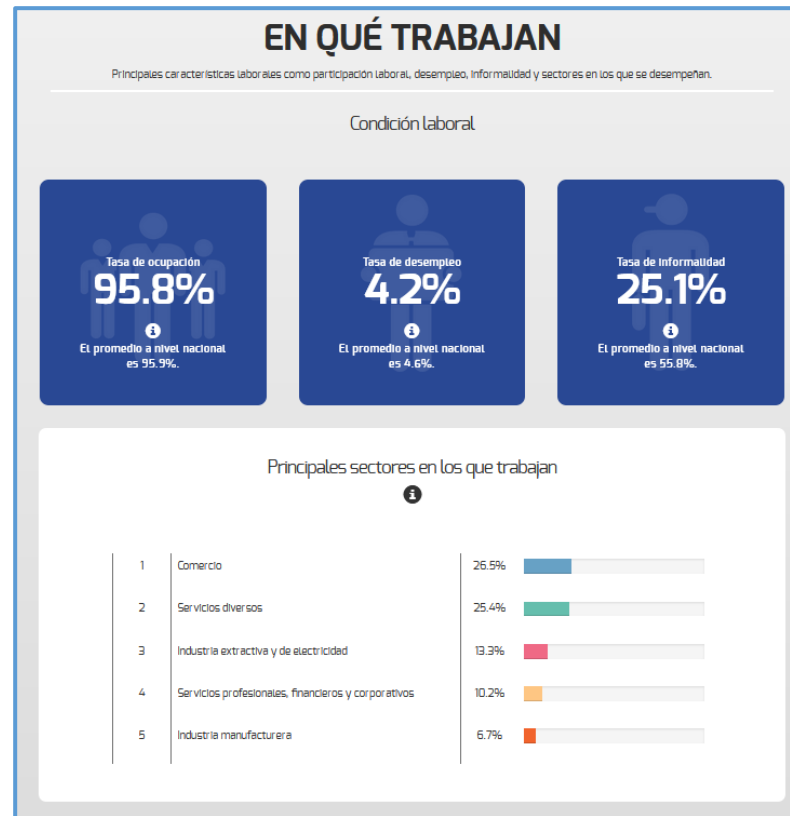 EN QUÉ TRABAJAN
Principales características laborales como participación laboral, desempleo, informalidad y sectores en los que se desempeñan.
Condición laboral
Tasa de ocupación
95.8%
El promedio a nivel nacional
es 95.9%.
Tasa de desempleo
4.2%
El promedio a nivel nacional
es 4.6%.
Tasa de informalidad
25.1%
El promedio a nivel nacional
es 55.8%.
Principales sectores en los que trabajan
1 Comercio 26.5%
2 Servicios diversos 25.4%
3 Industria extractiva y de electricidad 13.3%
4 Servicios profesionales, financieros y corporativos 10.2%
5 Industria manufacturera 6.7%